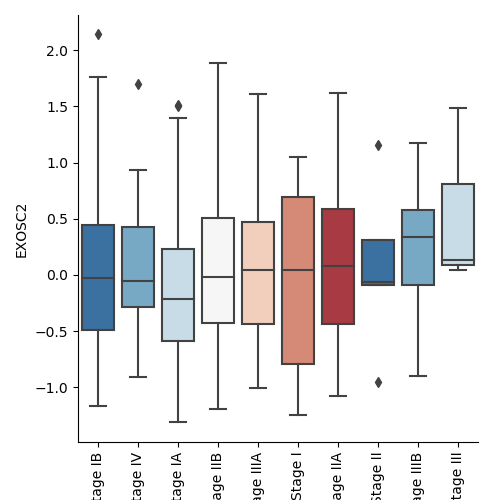 2.0
1.5
1.0
0.5
0.0
−0.5
−1.0
EXOSC2
tage IB
tage IV
tage IA
age IIB
age IIIA
Stage I
age IIA
Stage II
age IIIB
tage III